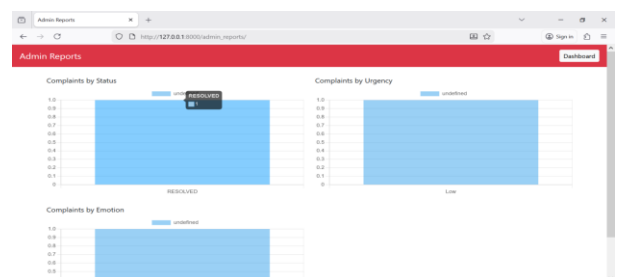 Admin Reports
http://127.0.0.1:8000/admin_reports/
Sign in
Admin Reports
Dashboard
Complaints by Status
undefined
RESOLVED
1
1.0
0.9
0.8
0.7
0.6
0.5
0.4
0.3
0.2
0.1
0
RESOLVED
Complaints by Urgency
undefined
1.0
0.9
0.8
0.7
0.6
0.5
0.4
0.3
0.2
0.1
0
Low
Complaints by Emotion
undefined
1.0
0.9
0.8
0.7
0.6
0.5